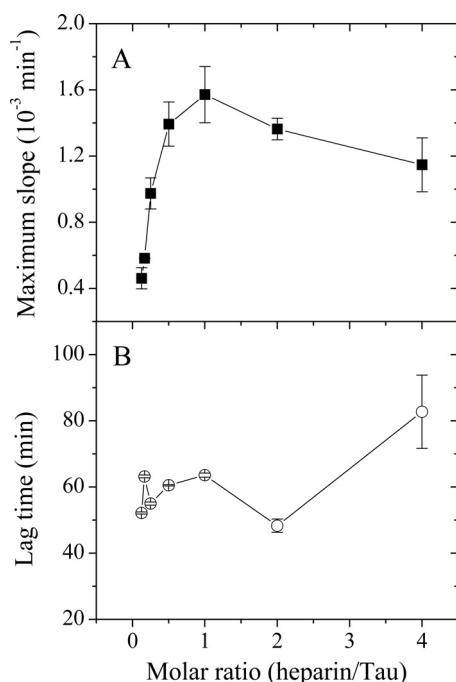 2.0
A
1.6
1.2
0.8
0.4
Maximum slope (10⁻³ min⁻¹)
100
B
80
60
40
20
Lag time (min)
0 1 2 3 4
Molar ratio (heparin/Tau)